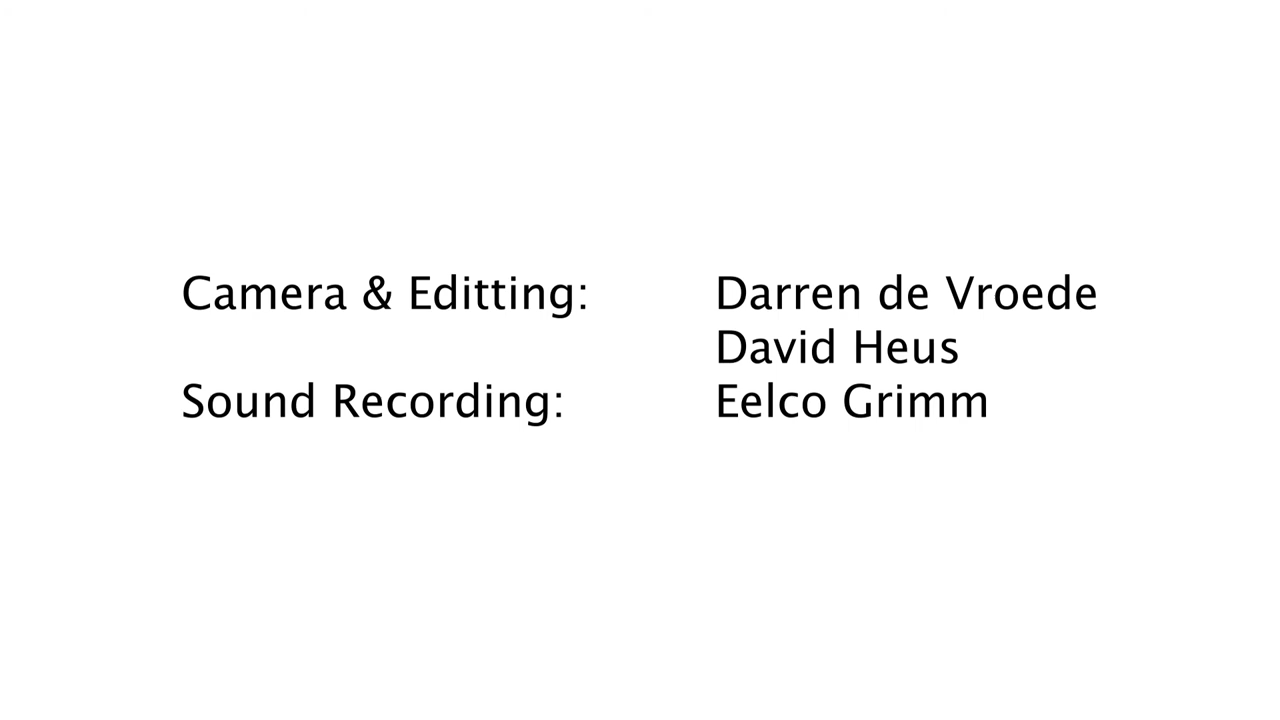 Camera & Editting: Darren de Vroede
David Heus
Sound Recording: Eelco Grimm